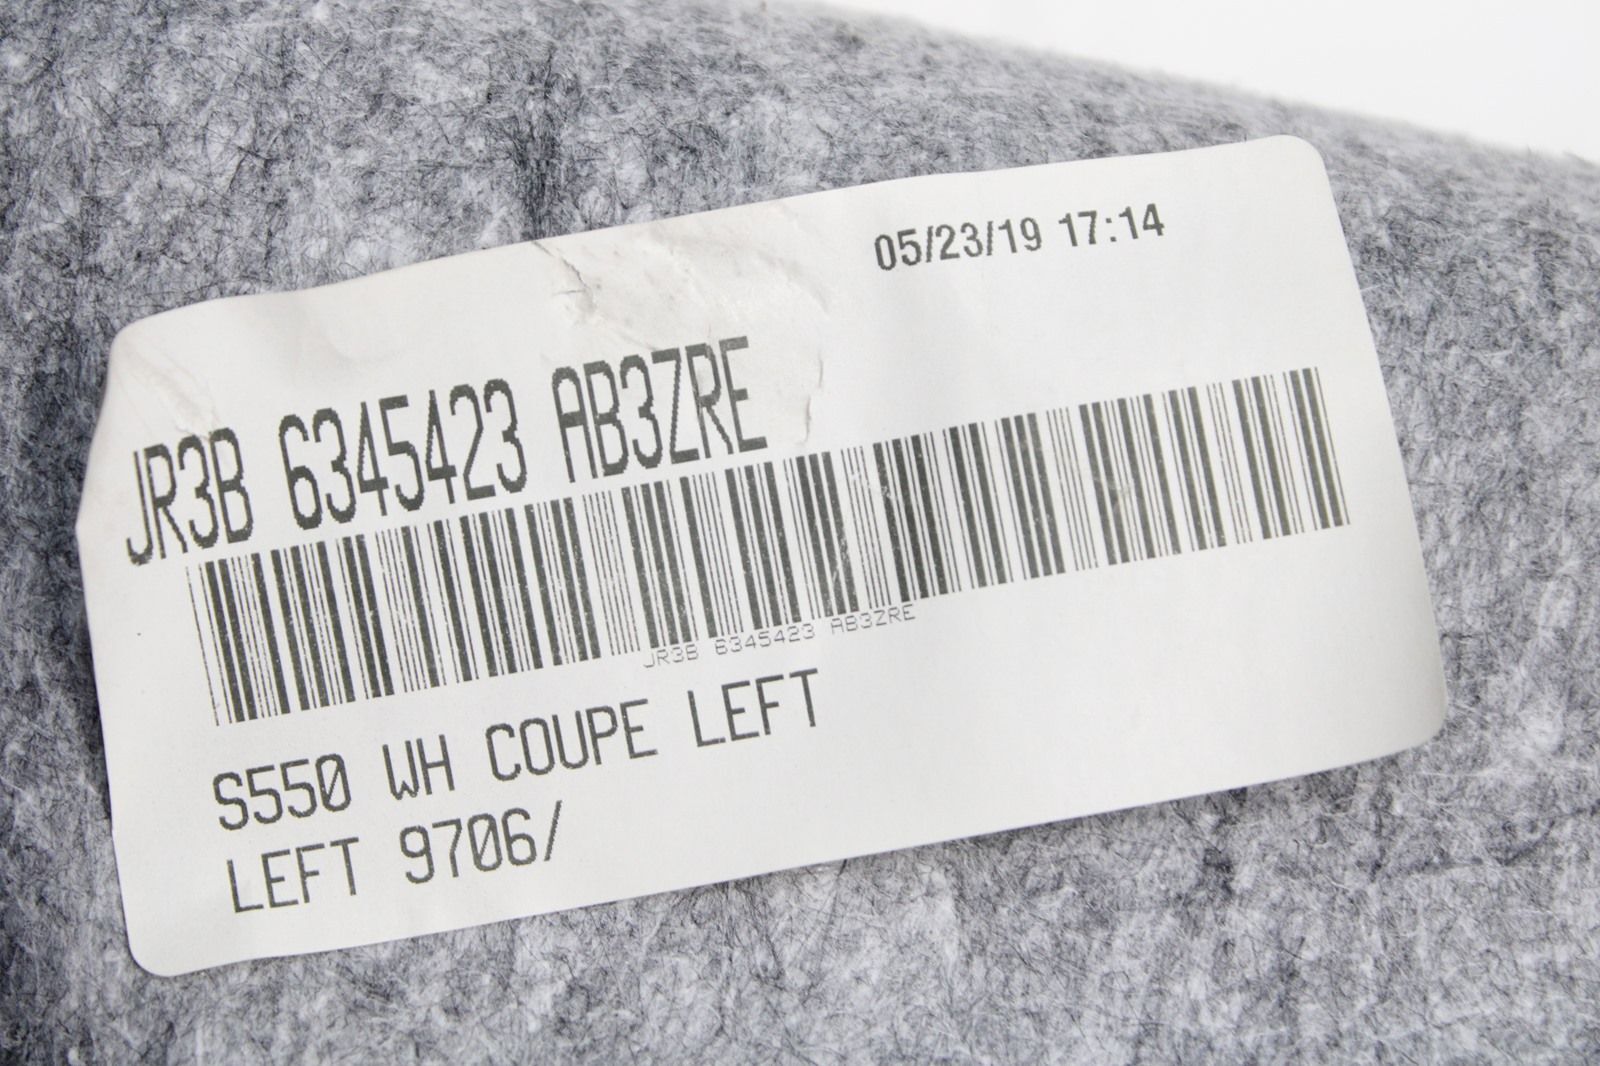 05/23/19 17:14
JR3B 6345423 AB3ZRE
JR3B 6345423 AB3ZRE
S550 WH COUPE LEFT
LEFT 9706/